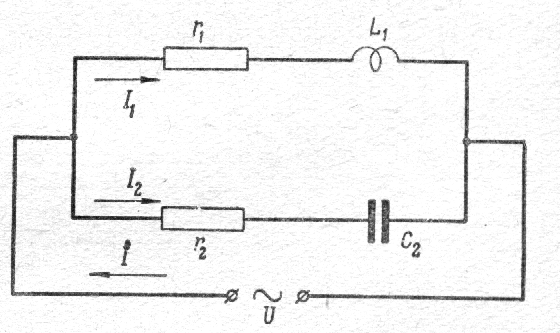 r₁
L₁
I₁
I₂
r₂
C₂
İ
~
U